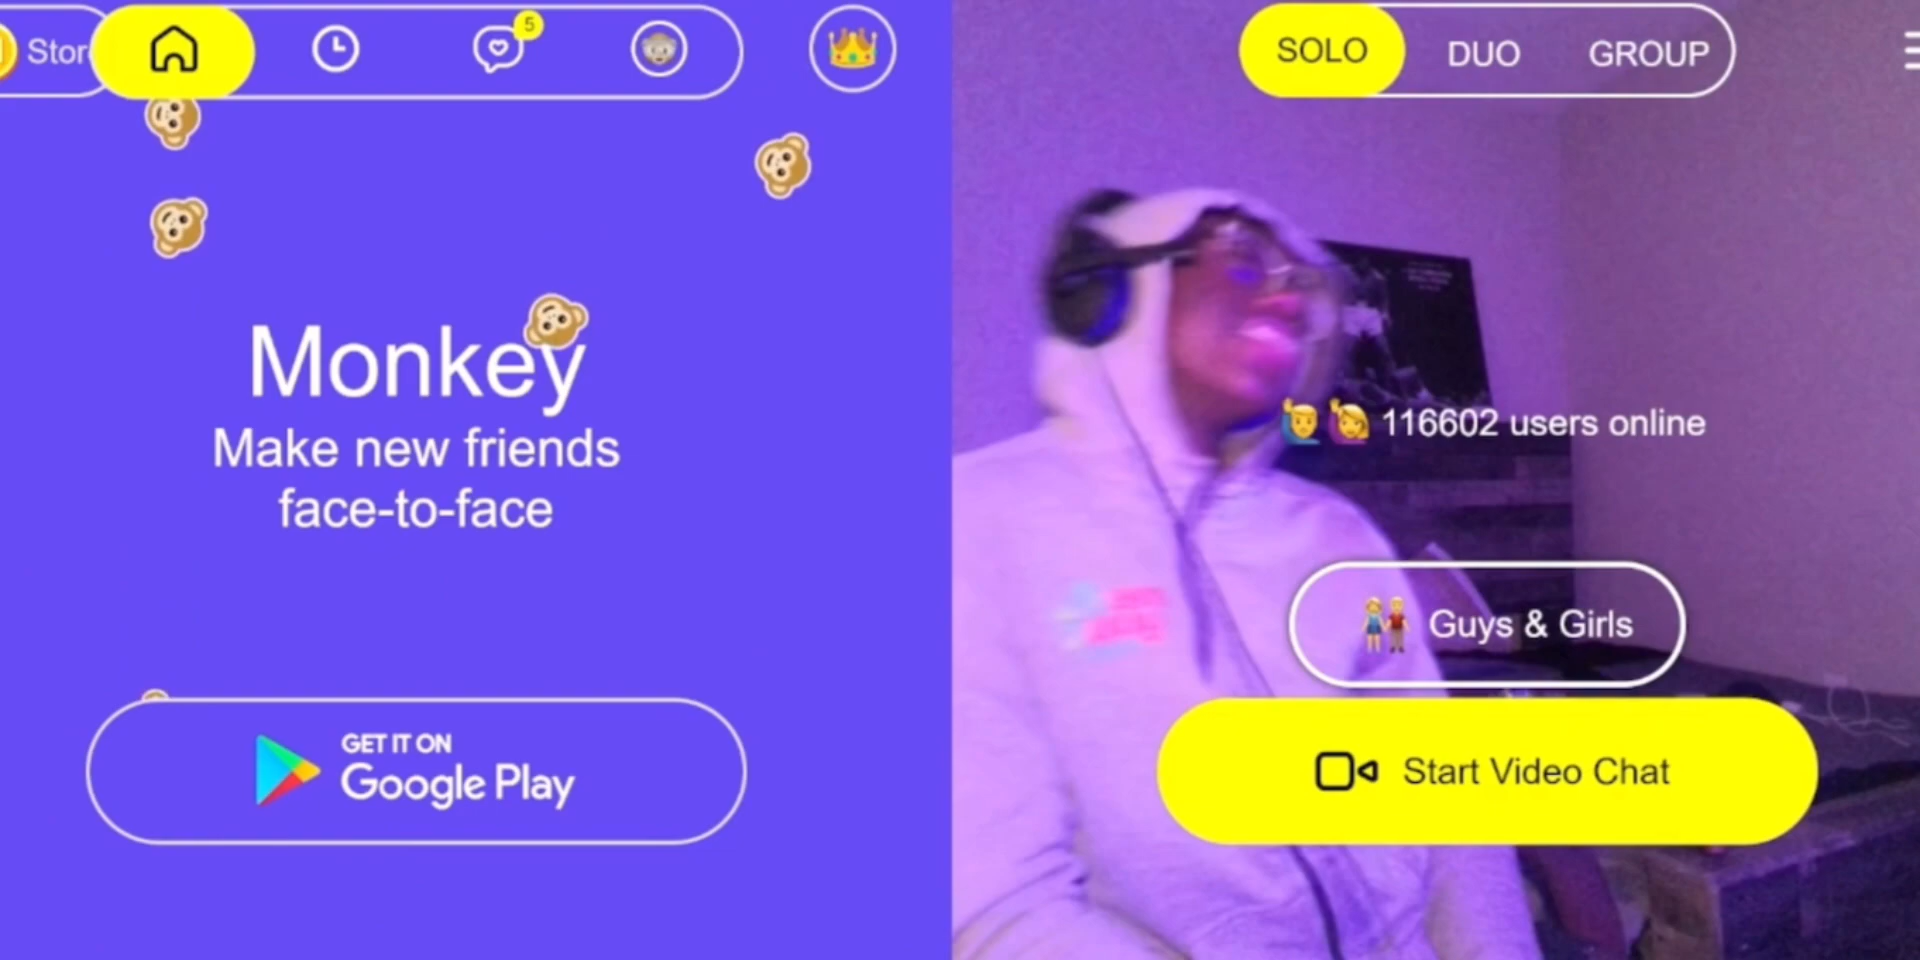 Stor
5
Monkey
Make new friends
face-to-face
GET IT ON
Google Play
SOLO
DUO
GROUP
116602 users online
Guys & Girls
Start Video Chat